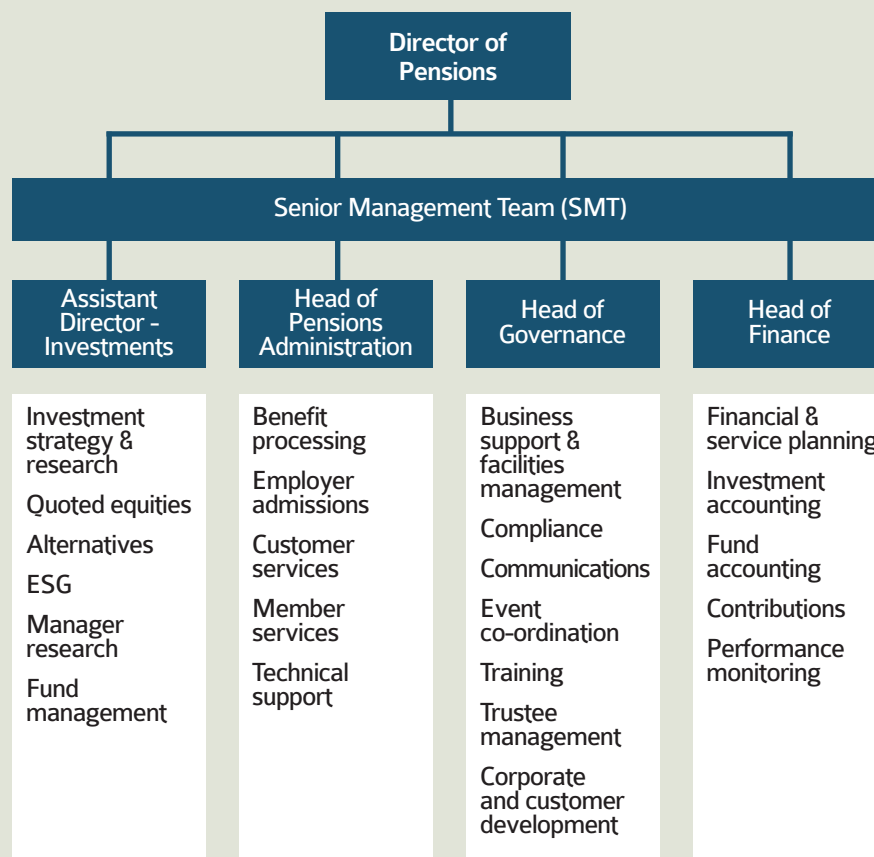 Director of
Pensions
Senior Management Team (SMT)
Assistant
Director -
Investments
Head of
Pensions
Administration
Head of
Governance
Head of
Finance
Investment
strategy &
research
Quoted equities
Alternatives
ESG
Manager
research
Fund
management
Benefit
processing
Employer
admissions
Customer
services
Member
services
Technical
support
Business
support &
facilities
management
Compliance
Communications
Event
co-ordination
Training
Trustee
management
Corporate
and customer
development
Financial &
service planning
Investment
accounting
Fund
accounting
Contributions
Performance
monitoring